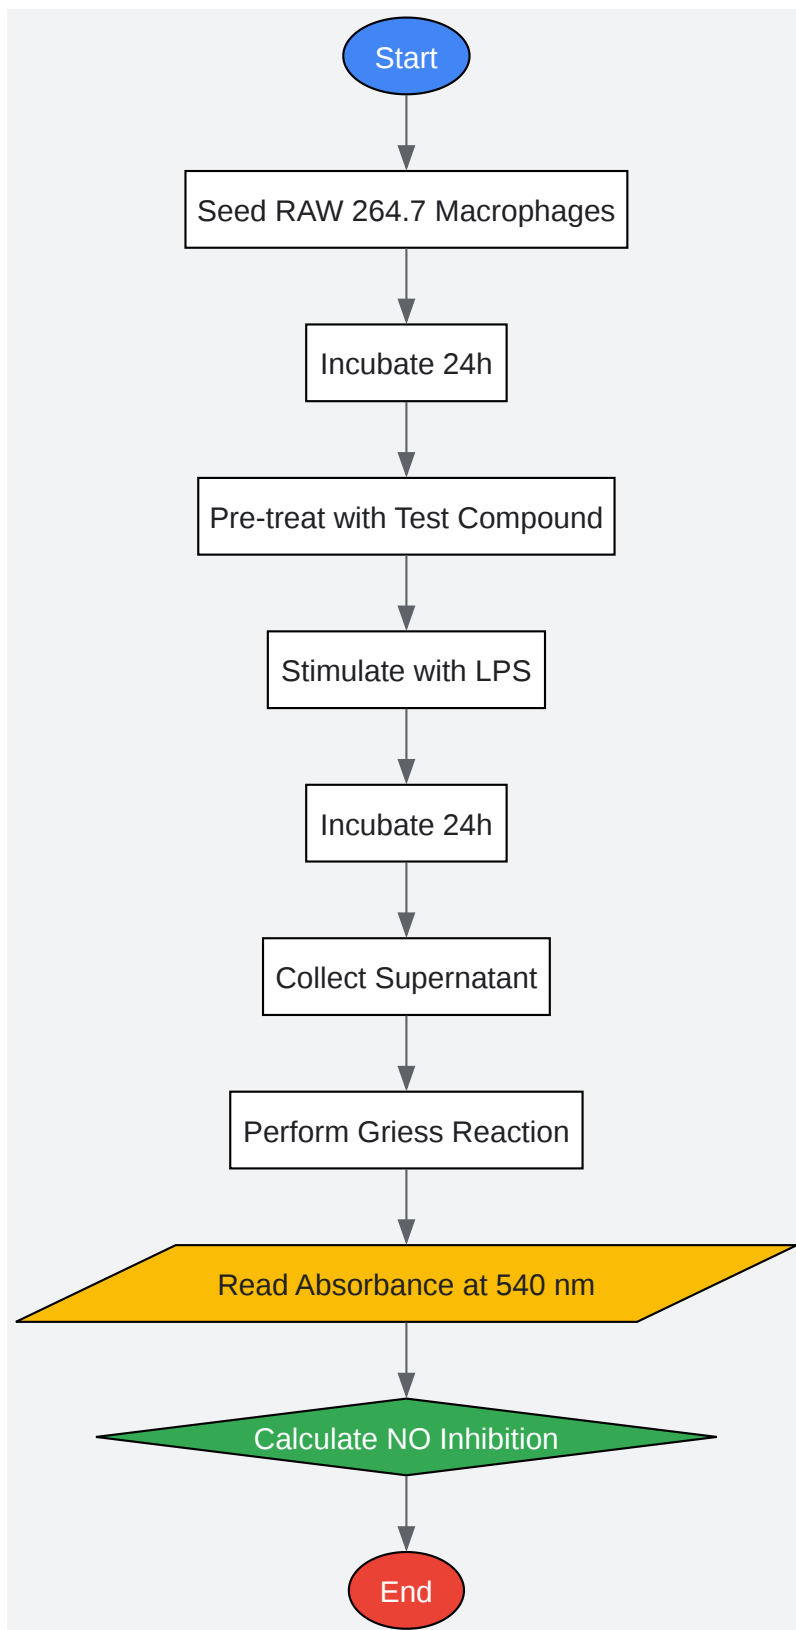 Start
Seed RAW 264.7 Macrophages
Incubate 24h
Pre-treat with Test Compound
Stimulate with LPS
Incubate 24h
Collect Supernatant
Perform Griess Reaction
Read Absorbance at 540 nm
Calculate NO Inhibition
End